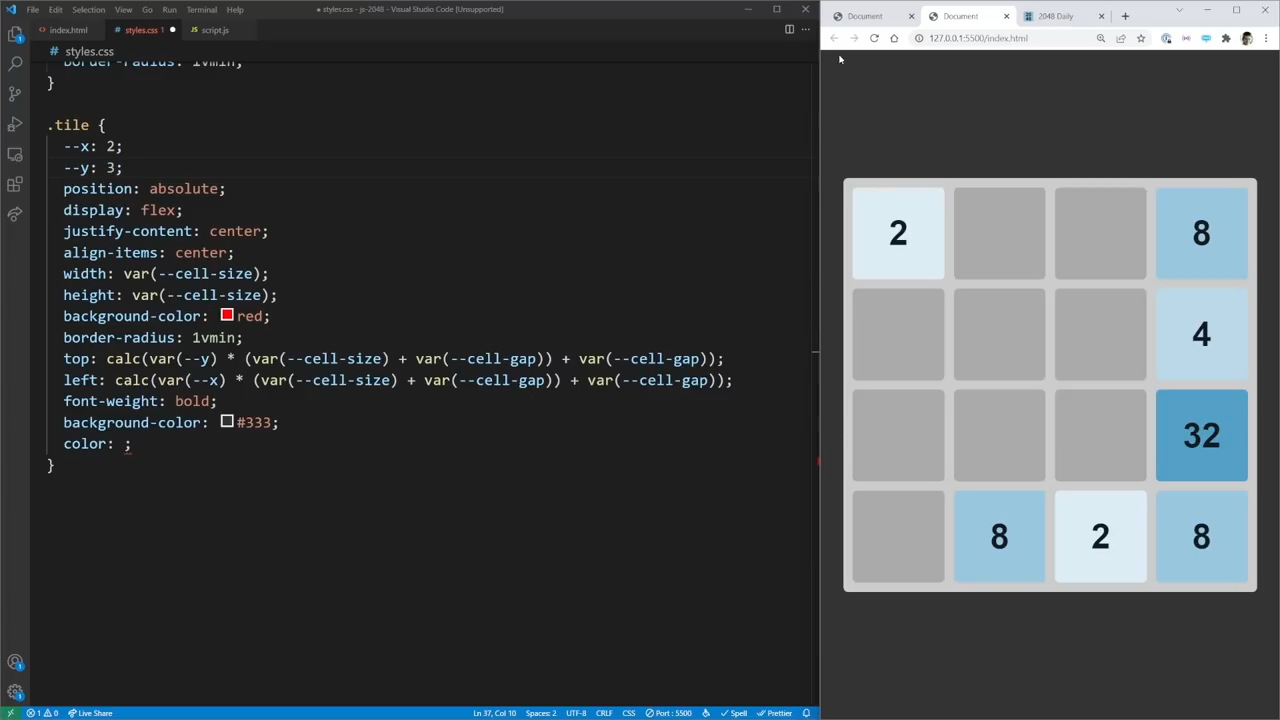 File Edit Selection View Go Run Terminal Help
● styles.css - js-2048 - Visual Studio Code [Unsupported]
index.html
styles.css 1
script.js
styles.css
border-radius: 1vmin;
}
.tile {
--x: 2;
--y: 3;
position: absolute;
display: flex;
justify-content: center;
align-items: center;
width: var(--cell-size);
height: var(--cell-size);
background-color: red;
border-radius: 1vmin;
top: calc(var(--y) * (var(--cell-size) + var(--cell-gap)) + var(--cell-gap));
left: calc(var(--x) * (var(--cell-size) + var(--cell-gap)) + var(--cell-gap));
font-weight: bold;
background-color: #333;
color: ;
}
1
1
1
1 0 Live Share
Ln 37, Col 10 Spaces: 2 UTF-8 CRLF CSS Port : 5500 Spell Prettier
Document
Document
2048 Daily
127.0.0.1:5500/index.html
2 8
4
32
8 2 8